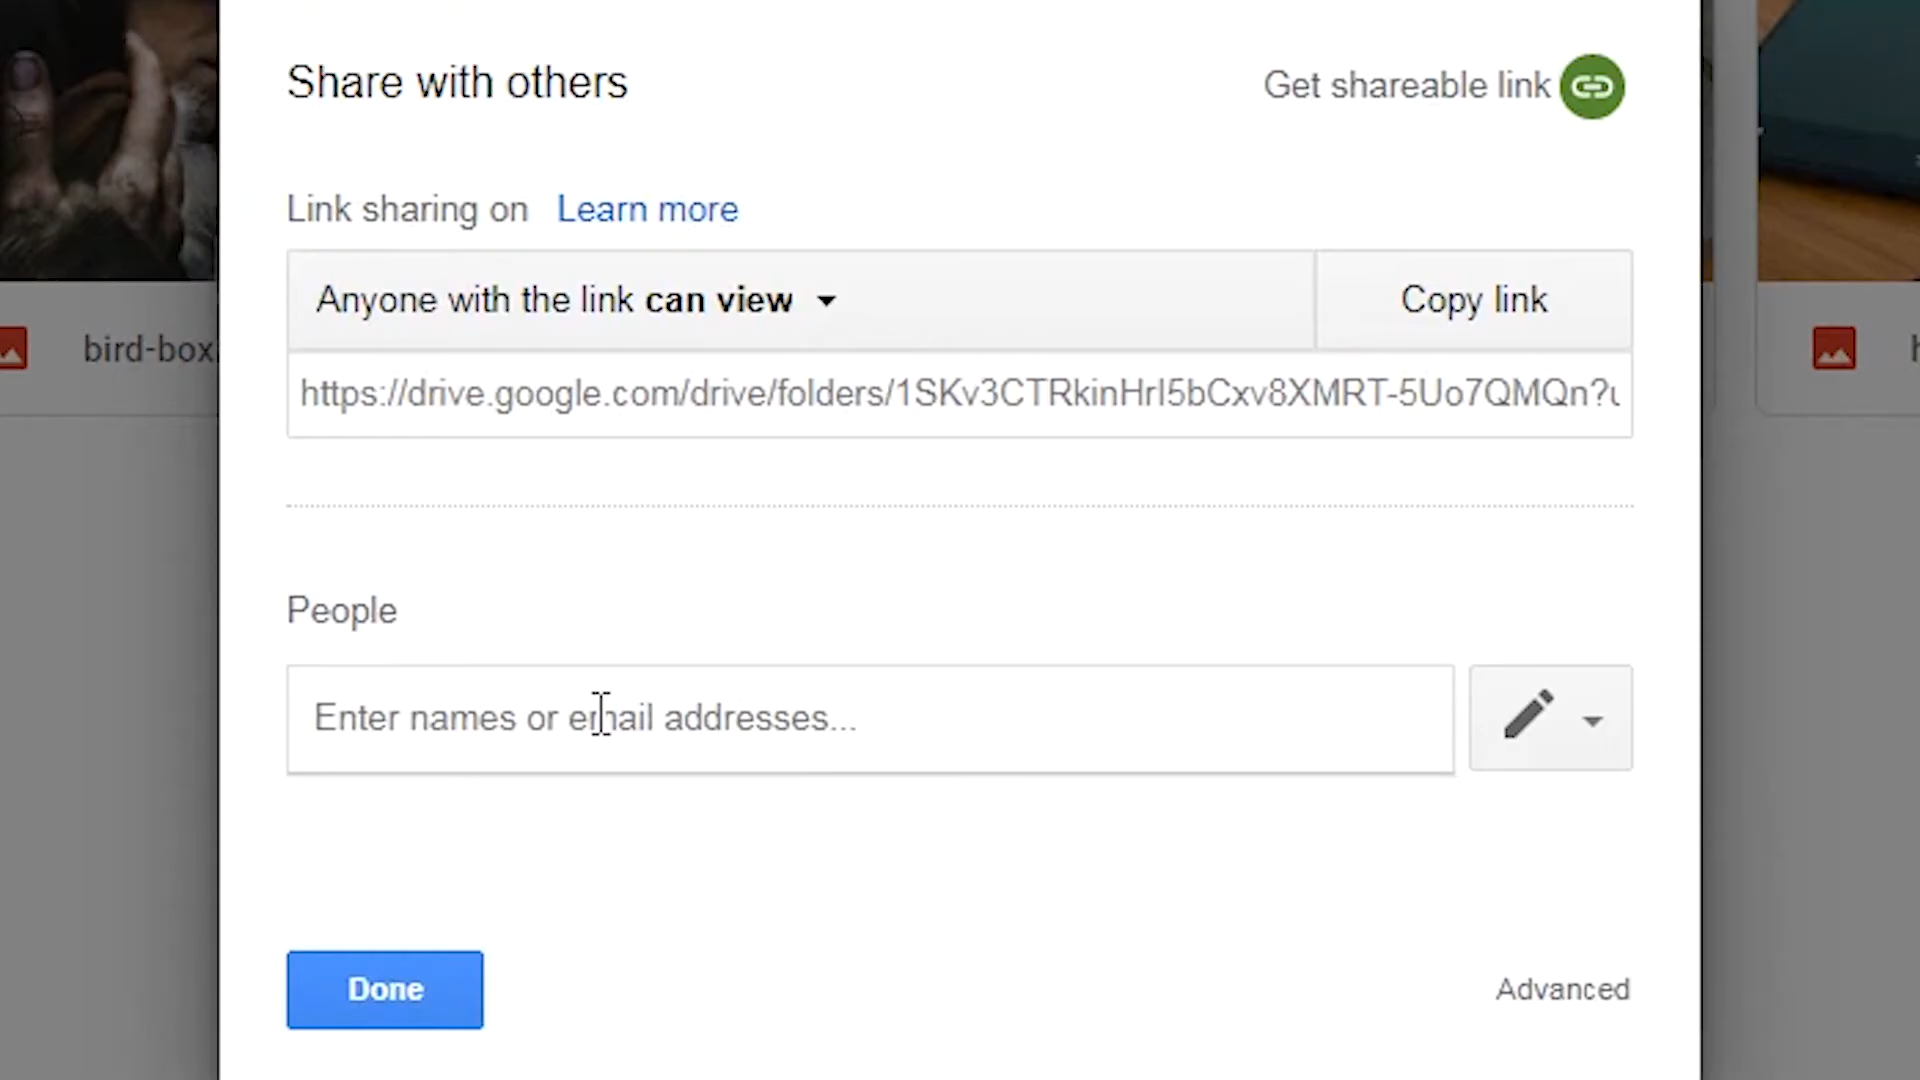 Share with others
Get shareable link
Link sharing on Learn more
Anyone with the link can view
Copy link
https://drive.google.com/drive/folders/1SKv3CTRkinHrI5bCxv8XMRT-5Uo7QMQn?u
bird-box
People
Enter names or email addresses...
Done
Advanced